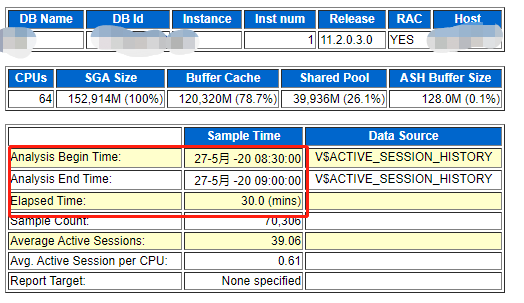 DB Name DB Id Instance Inst num Release RAC Host
1 11.2.0.3.0 YES
CPUs SGA Size Buffer Cache Shared Pool ASH Buffer Size
64 152,914M (100%) 120,320M (78.7%) 39,936M (26.1%) 128.0M (0.1%)
Sample Time Data Source
Analysis Begin Time: 27-5月 -20 08:30:00 V$ACTIVE_SESSION_HISTORY
Analysis End Time: 27-5月 -20 09:00:00 V$ACTIVE_SESSION_HISTORY
Elapsed Time: 30.0 (mins)
Sample Count: 70,306
Average Active Sessions: 39.06
Avg. Active Session per CPU: 0.61
Report Target: None specified